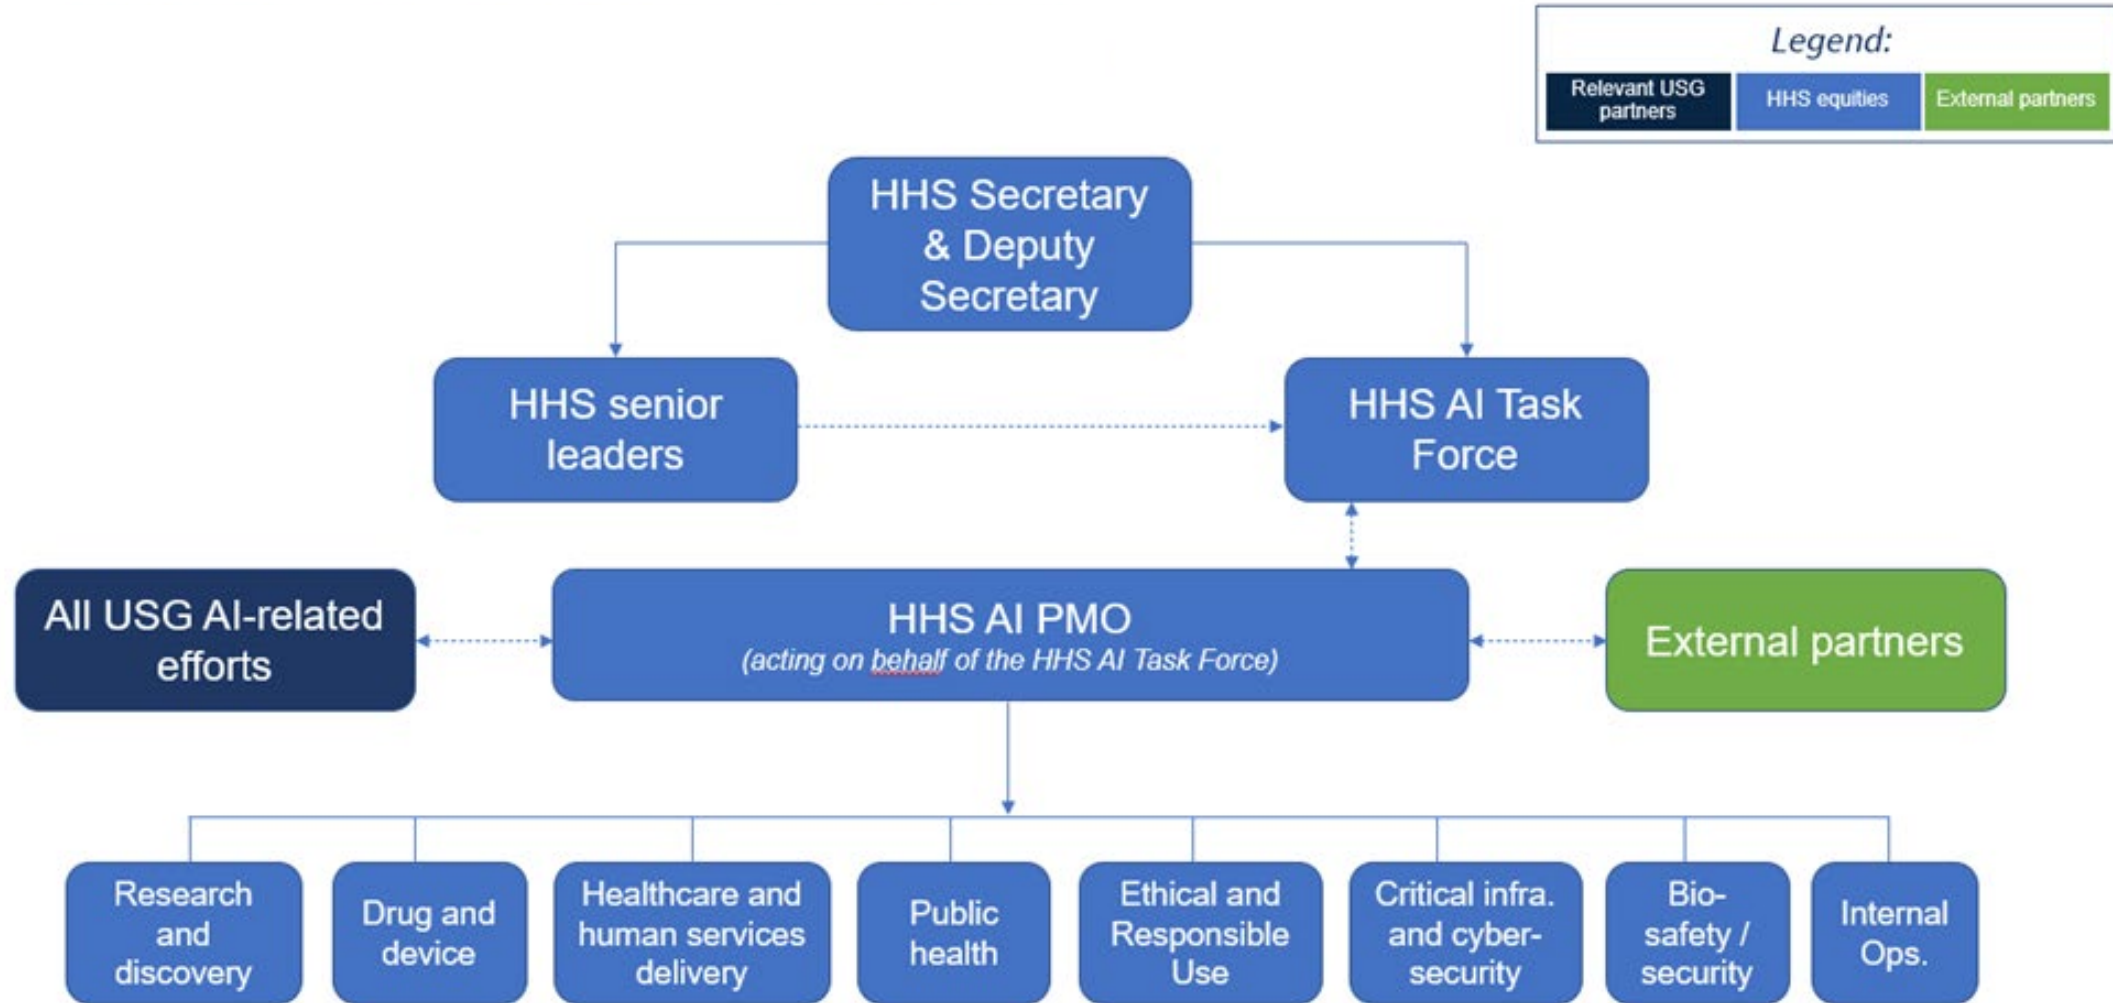 Legend:
Relevant USG
partners
HHS equities
External partners
HHS Secretary
& Deputy
Secretary
HHS senior
leaders
HHS AI Task
Force
All USG AI-related
efforts
HHS AI PMO
(acting on behalf of the HHS AI Task Force)
External partners
Research
and
discovery
Drug and
device
Healthcare and
human services
delivery
Public
health
Ethical and
Responsible
Use
Critical infra.
and cyber-
security
Bio-
safety /
security
Internal
Ops.